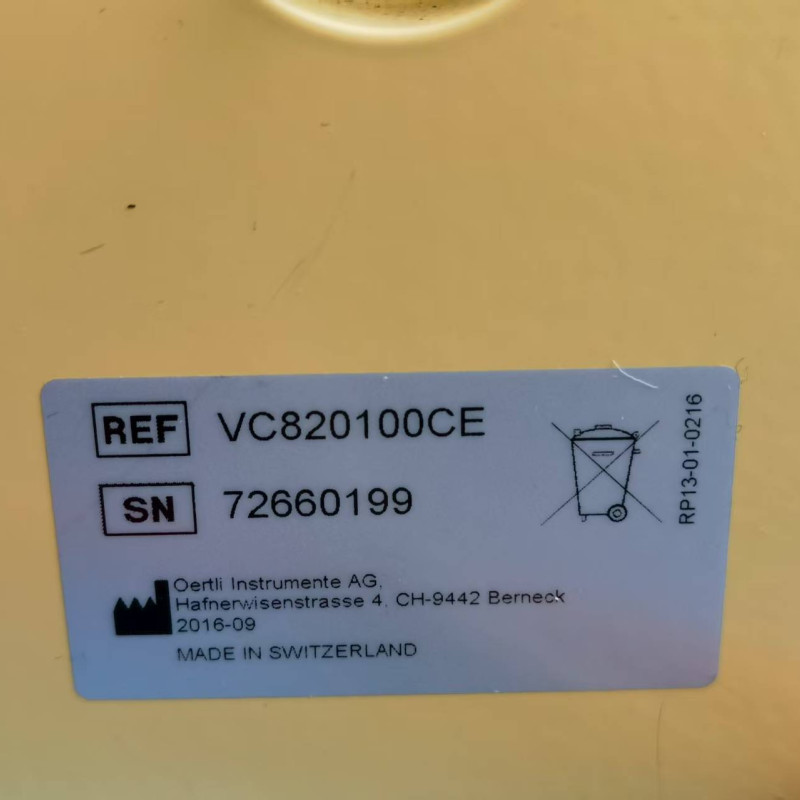 REF VC820100CE
SN 72660199
Oertli Instrumente AG,
Hafnerwisenstrasse 4, CH-9442 Berneck
2016-09
MADE IN SWITZERLAND
RP13-01-0216